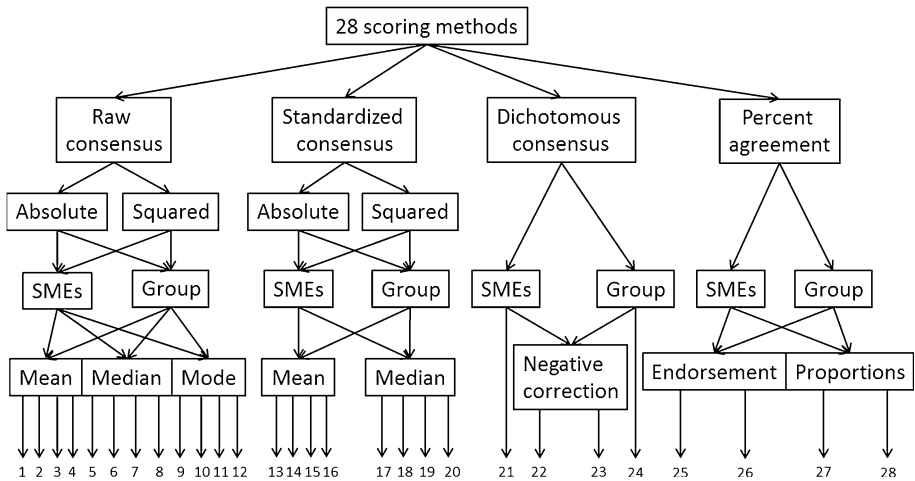 28 scoring methods
Raw
consensus
Standardized
consensus
Dichotomous
consensus
Percent
agreement
Absolute
Squared
Absolute
Squared
SMEs
Group
SMEs
Group
SMEs
Group
SMEs
Group
Mean
Median
Mode
Mean
Median
Negative
correction
Endorsement
Proportions
1 2 3 4 5 6 7 8 9 10 11 12 13 14 15 16 17 18 19 20 21 22 23 24 25 26 27 28